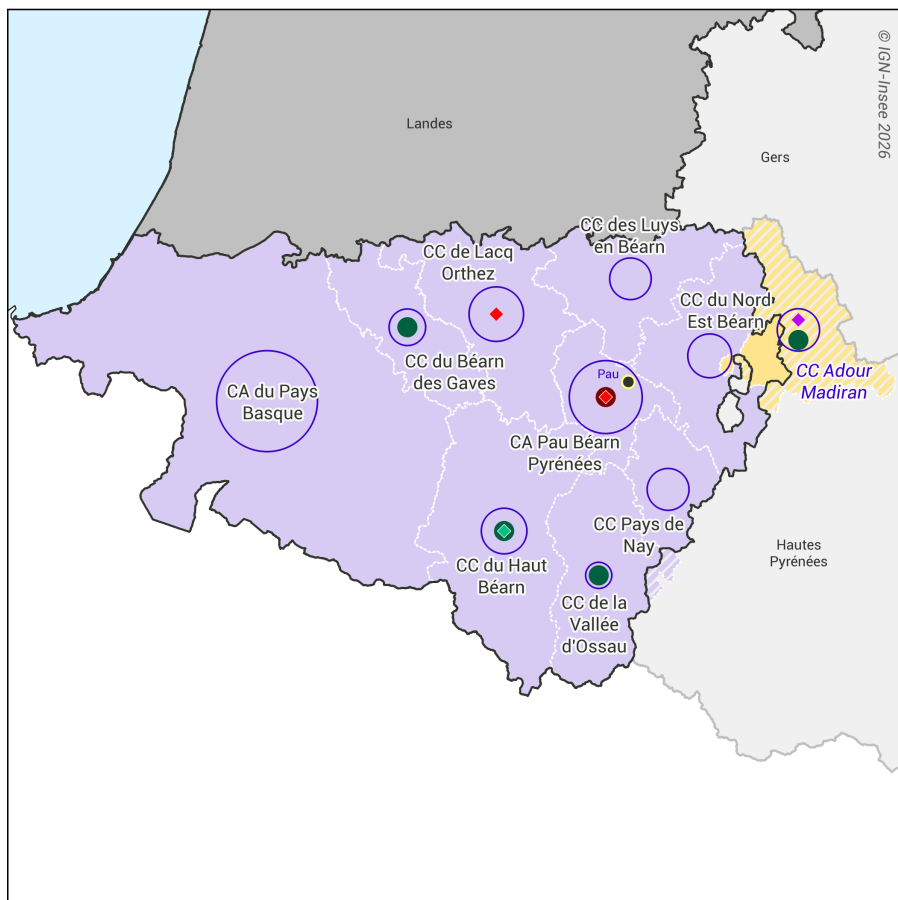 © IGN-Insee 2026
Landes
Gers
CC des Luys
en Béarn
CC de Lacq
Orthez
CC du Nord
Est Béarn
CC du Béarn
des Gaves
CC Adour
Madiran
Pau
CA du Pays
Basque
CA Pau Béarn
Pyrénées
CC Pays de
Nay
Hautes
Pyrénées
CC du Haut
Béarn
CC de la
Vallée
d'Ossau